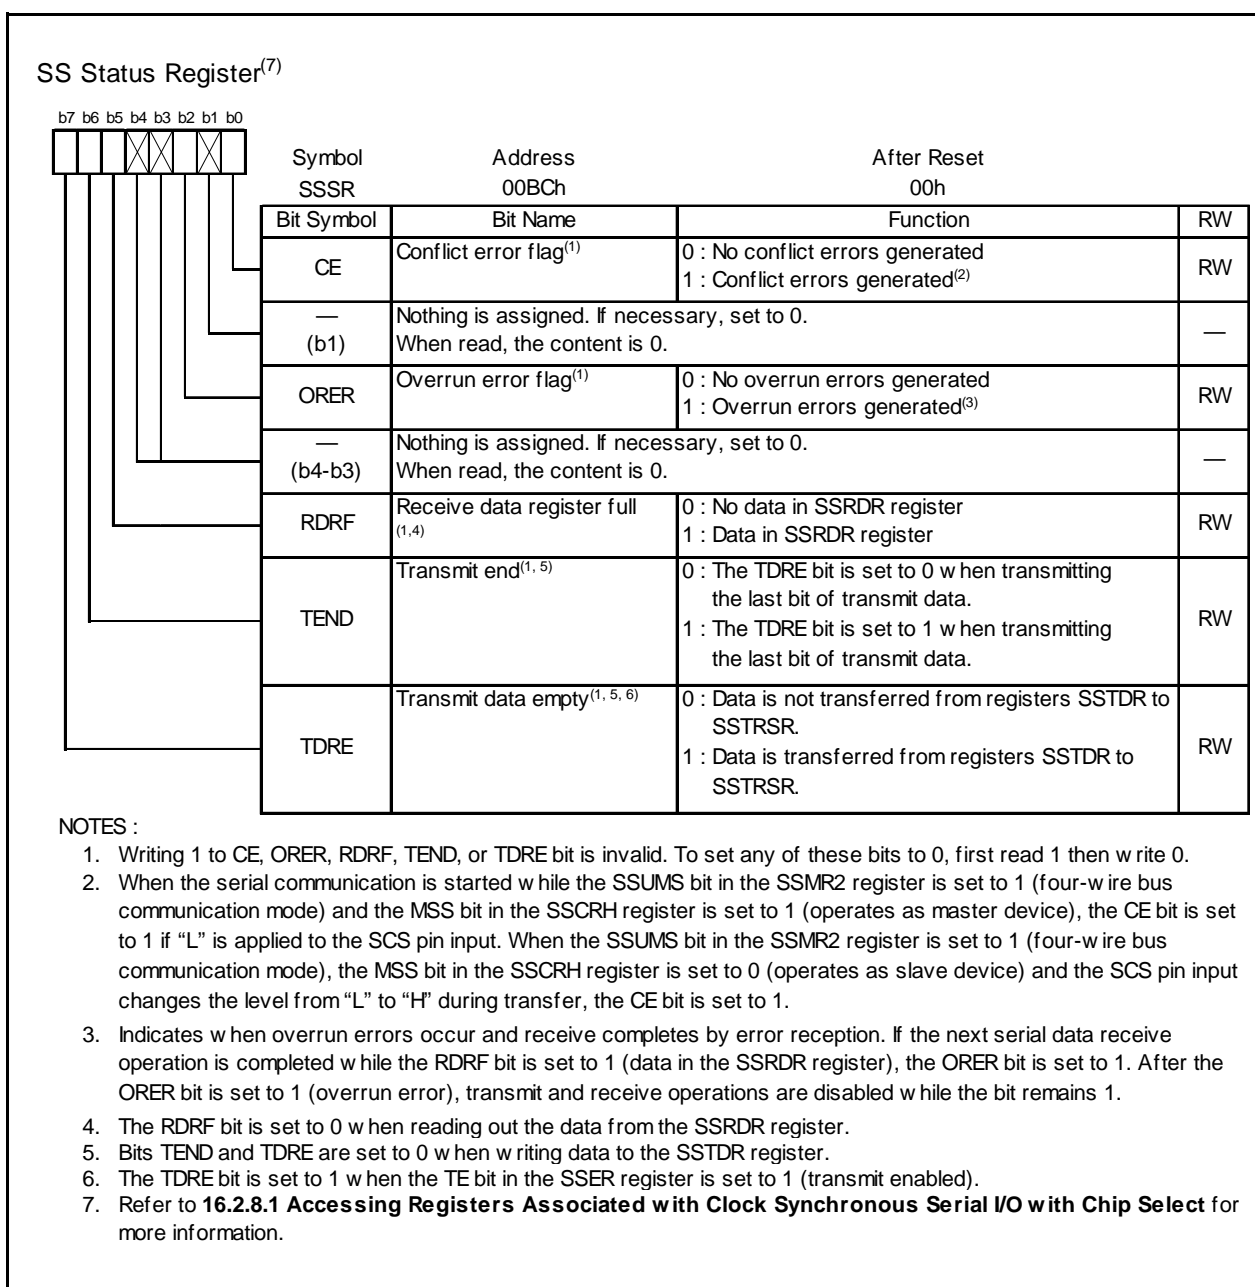 SS Status Register(7)
b7 b6 b5 b4 b3 b2 b1 b0
Symbol Address After Reset
SSSR 00BCh 00h
Bit Symbol Bit Name Function RW
CE Conflict error flag(1) 0 : No conflict errors generated RW
1 : Conflict errors generated(2)
— Nothing is assigned. If necessary, set to 0. —
(b1) When read, the content is 0.
ORER Overrun error flag(1) 0 : No overrun errors generated RW
1 : Overrun errors generated(3)
— Nothing is assigned. If necessary, set to 0. —
(b4-b3) When read, the content is 0.
RDRF Receive data register full 0 : No data in SSRDR register RW
(1,4) 1 : Data in SSRDR register
TEND Transmit end(1, 5) 0 : The TDRE bit is set to 0 when transmitting RW
the last bit of transmit data.
1 : The TDRE bit is set to 1 when transmitting
the last bit of transmit data.
TDRE Transmit data empty(1, 5, 6) 0 : Data is not transferred from registers SSTDR to RW
SSTRSR.
1 : Data is transferred from registers SSTDR to
SSTRSR.
NOTES :
1. Writing 1 to CE, ORER, RDRF, TEND, or TDRE bit is invalid. To set any of these bits to 0, first read 1 then write 0.
2. When the serial communication is started while the SSUMS bit in the SSMR2 register is set to 1 (four-wire bus
communication mode) and the MSS bit in the SSCRH register is set to 1 (operates as master device), the CE bit is set
to 1 if “L” is applied to the SCS pin input. When the SSUMS bit in the SSMR2 register is set to 1 (four-wire bus
communication mode), the MSS bit in the SSCRH register is set to 0 (operates as slave device) and the SCS pin input
changes the level from “L” to “H” during transfer, the CE bit is set to 1.
3. Indicates when overrun errors occur and receive completes by error reception. If the next serial data receive
operation is completed while the RDRF bit is set to 1 (data in the SSRDR register), the ORER bit is set to 1. After the
ORER bit is set to 1 (overrun error), transmit and receive operations are disabled while the bit remains 1.
4. The RDRF bit is set to 0 when reading out the data from the SSRDR register.
5. Bits TEND and TDRE are set to 0 when writing data to the SSTDR register.
6. The TDRE bit is set to 1 when the TE bit in the SSER register is set to 1 (transmit enabled).
7. Refer to 16.2.8.1 Accessing Registers Associated with Clock Synchronous Serial I/O with Chip Select for
more information.